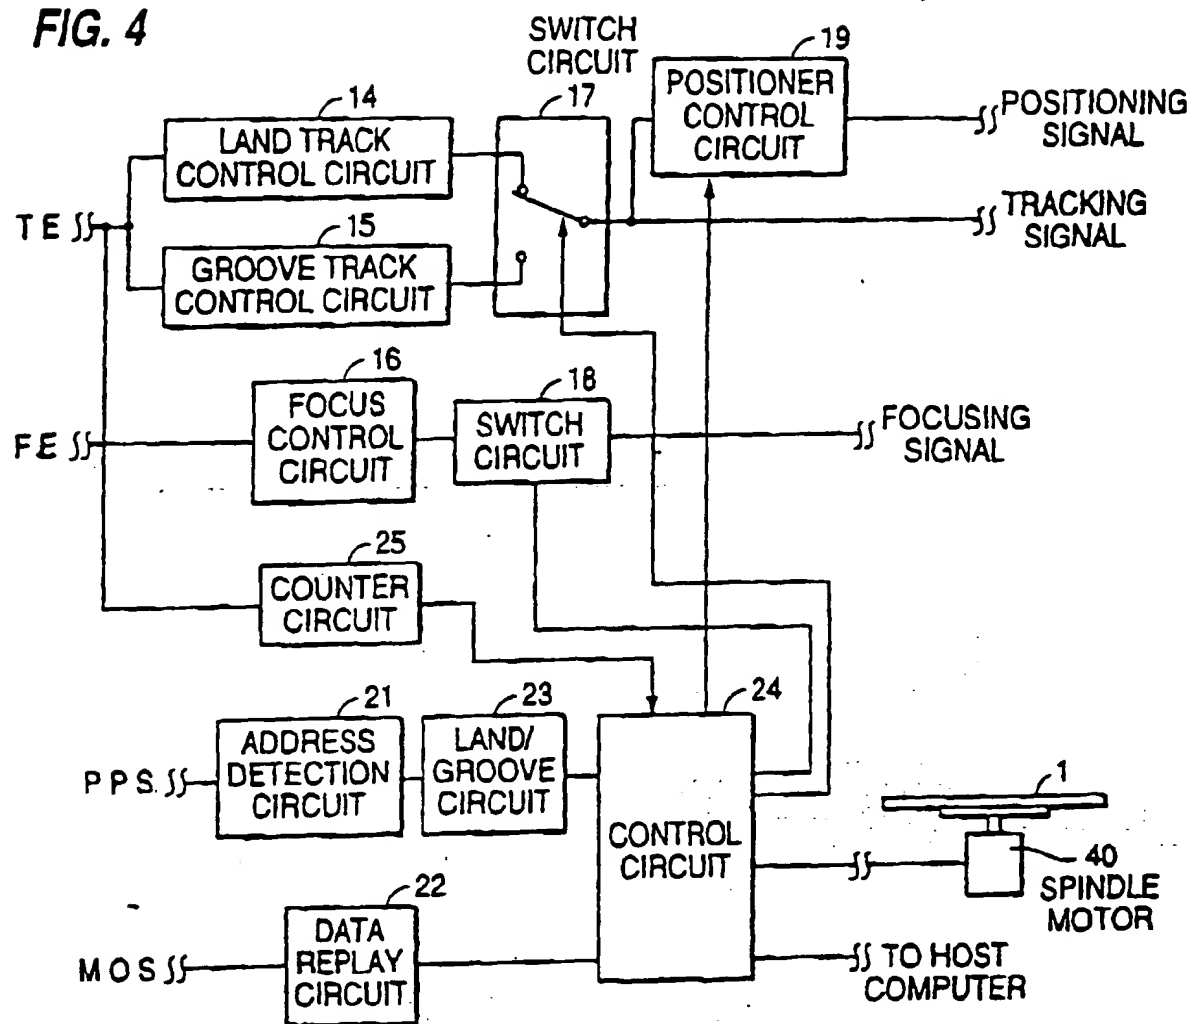 FIG. 4
SWITCH
CIRCUIT
17
19
POSITIONER
CONTROL
CIRCUIT
POSITIONING
SIGNAL
14
LAND TRACK
CONTROL CIRCUIT
TE
TRACKING
SIGNAL
15
GROOVE TRACK
CONTROL CIRCUIT
16
FOCUS
CONTROL
CIRCUIT
FE
18
SWITCH
CIRCUIT
FOCUSING
SIGNAL
25
COUNTER
CIRCUIT
21
ADDRESS
DETECTION
CIRCUIT
PPS
23
LAND/
GROOVE
CIRCUIT
24
CONTROL
CIRCUIT
1
40
SPINDLE
MOTOR
22
DATA
REPLAY
CIRCUIT
MOS
TO HOST
COMPUTER